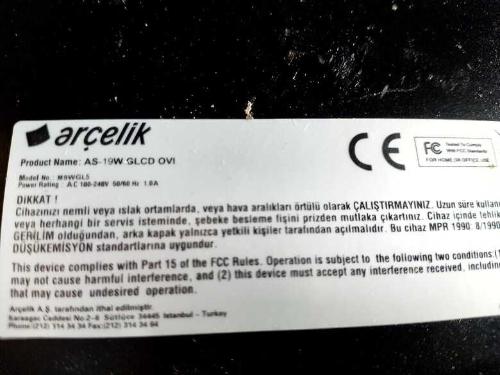 arçelik
Product Name: AS-19W GLCD OVI
Model No : M9WGL5
Power Rating : AC 100-240V 50/60 Hz 1.0A
CE
FC Tested To Comply
With FCC Standards
FOR HOME OR OFFICE USE
DİKKAT !
Cihazınızı nemli veya ıslak ortamlarda, veya hava aralıkları örtülü olarak ÇALIŞTIRMAYINIZ. Uzun süre
veya herhangi bir servis isteminde, şebeke besleme fişini prizden mutlaka çıkartınız. Cihaz içinde
GERİLİM olduğundan, arka kapak yalnızca yetkili kişiler tarafından açılmalıdır. Bu cihaz MPR 1990: 8/1990
DÜŞÜKEMİSYON standartlarına uygundur.
This device complies with Part 15 of the FCC Rules. Operation is subject to the following two conditions:
may not cause harmful interference, and (2) this device must accept any interference received,
that may cause undesired operation.
Arçelik A.Ş. tarafından ithal edilmiştir.
Karaagac Caddesi No:2-6 Sütlüce 34445 Istanbul - Turkey
Phone:(212) 314 34 34 Fax:(212) 314 34 94